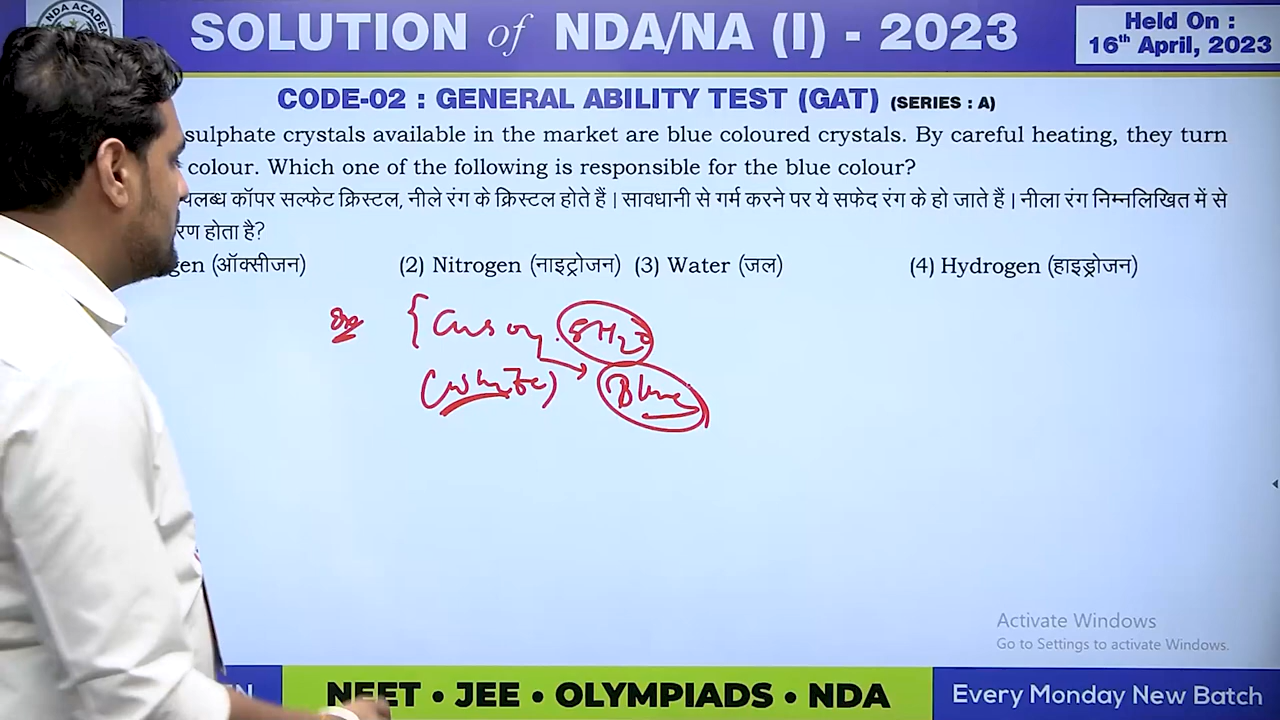 NDA ACADEMY
SOLUTION of NDA/NA (I) - 2023
Held On :
16th April, 2023
CODE-02 : GENERAL ABILITY TEST (GAT) (SERIES : A)
sulphate crystals available in the market are blue coloured crystals. By careful heating, they turn
colour. Which one of the following is responsible for the blue colour?
पलब्ध कॉपर सल्फेट क्रिस्टल, नीले रंग के क्रिस्टल होते हैं। सावधानी से गर्म करने पर ये सफेद रंग के हो जाते हैं। नीला रंग निम्नलिखित में से
रण होता है?
gen (ऑक्सीजन) (2) Nitrogen (नाइट्रोजन) (3) Water (जल) (4) Hydrogen (हाइड्रोजन)
(White) Blue
Activate Windows
Go to Settings to activate Windows.
N NEET • JEE • OLYMPIADS • NDA Every Monday New Batch